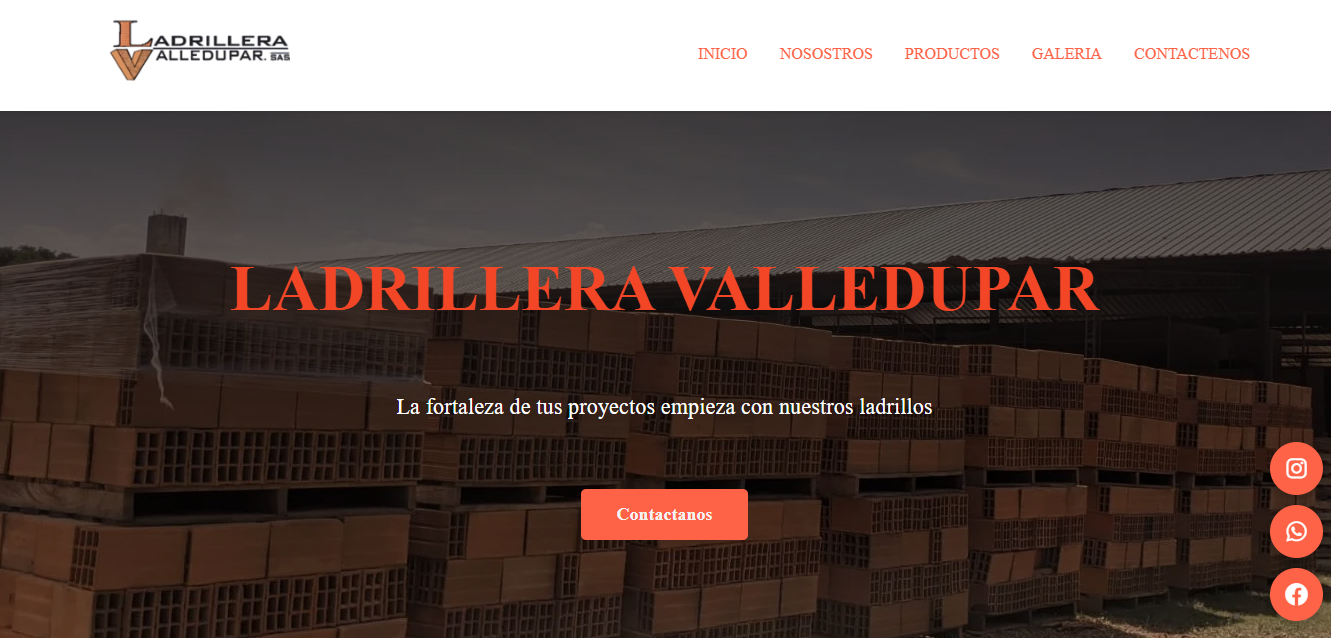 LADRILLERA
VALLEDUPAR. SAS
INICIO NOSOSTROS PRODUCTOS GALERIA CONTACTENOS
LADRILLERA VALLEDUPAR
La fortaleza de tus proyectos empieza con nuestros ladrillos
Contactanos